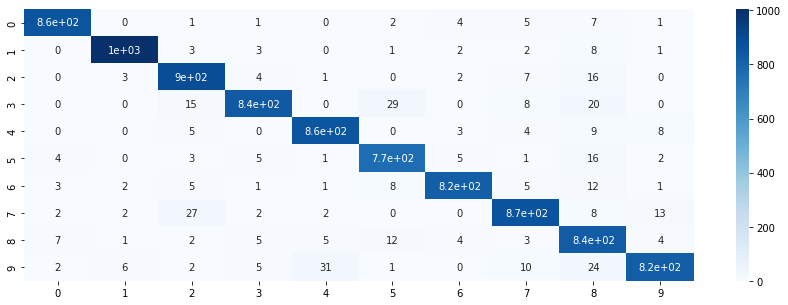 0 8.6e+02 0 1 1 0 2 4 5 7 1 1000
1 0 1e+03 3 3 0 1 2 2 8 1
2 0 3 9e+02 4 1 0 2 7 16 0 800
3 0 0 15 8.4e+02 0 29 0 8 20 0
4 0 0 5 0 8.6e+02 0 3 4 9 8 600
5 4 0 3 5 1 7.7e+02 5 1 16 2 400
6 3 2 5 1 1 8 8.2e+02 5 12 1
7 2 2 27 2 2 0 0 8.7e+02 8 13 200
8 7 1 2 5 5 12 4 3 8.4e+02 4
9 2 6 2 5 31 1 0 10 24 8.2e+02 0
0 1 2 3 4 5 6 7 8 9